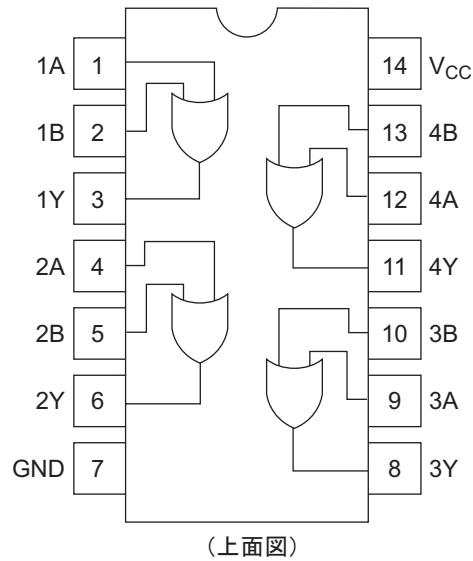 1A 1 14 VCC
1B 2 13 4B
1Y 3 12 4A
2A 4 11 4Y
2B 5 10 3B
2Y 6 9 3A
GND 7 8 3Y
(上面図)